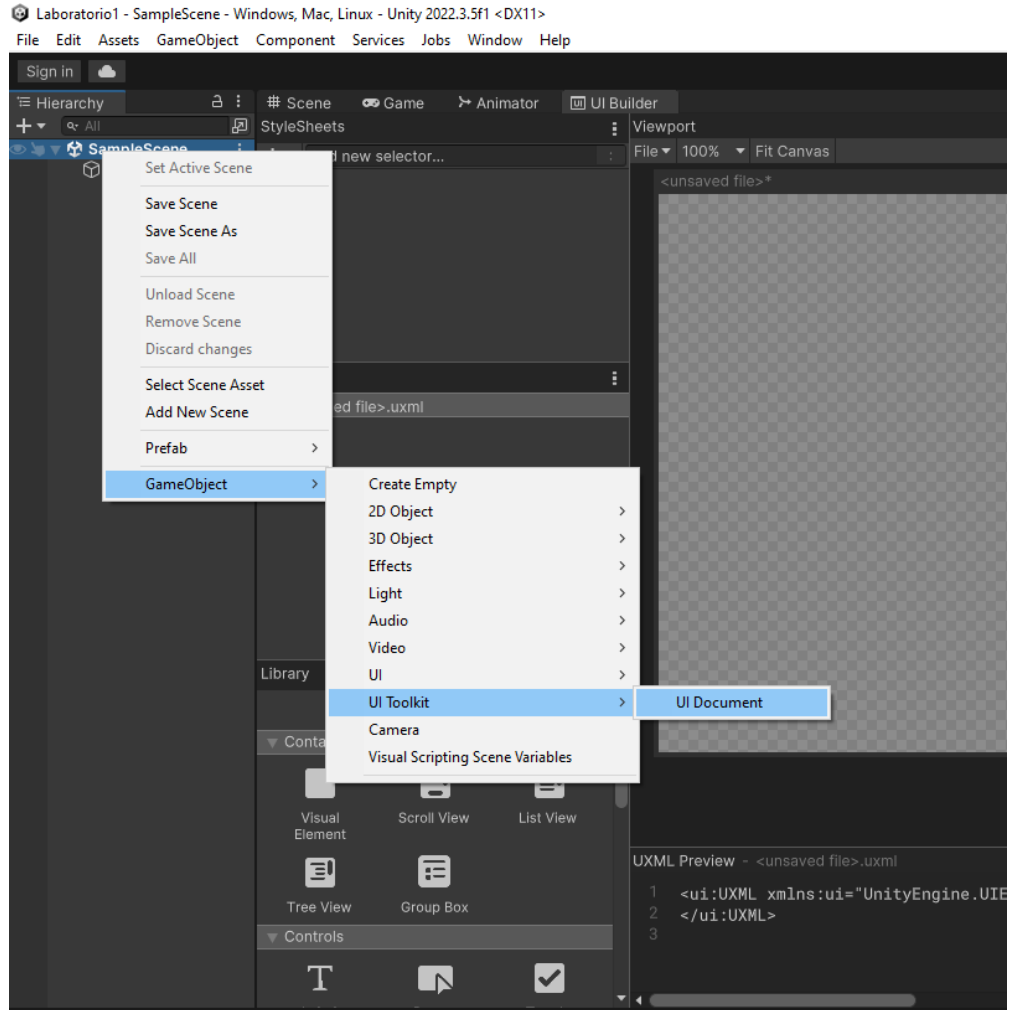 Laboratorio1 - SampleScene - Windows, Mac, Linux - Unity 2022.3.5f1 <DX11>
File Edit Assets GameObject Component Services Jobs Window Help
Sign in
Hierarchy
All
SampleScene
Set Active Scene
Save Scene
Save Scene As
Save All
Unload Scene
Remove Scene
Discard changes
Select Scene Asset
Add New Scene
Prefab
GameObject
Create Empty
2D Object
3D Object
Effects
Light
Audio
Video
UI
UI Toolkit
Camera
Visual Scripting Scene Variables
UI Document
Scene Game Animator UI Builder
StyleSheets
new selector...
ed file>.uxml
Library
Conta
Visual Element
Scroll View
List View
Tree View
Group Box
Controls
Viewport
File 100% Fit Canvas
<unsaved file>*
UXML Preview - <unsaved file>.uxml
1 <ui:UXML xmlns:ui="UnityEngine.UIE
2 </ui:UXML>
3